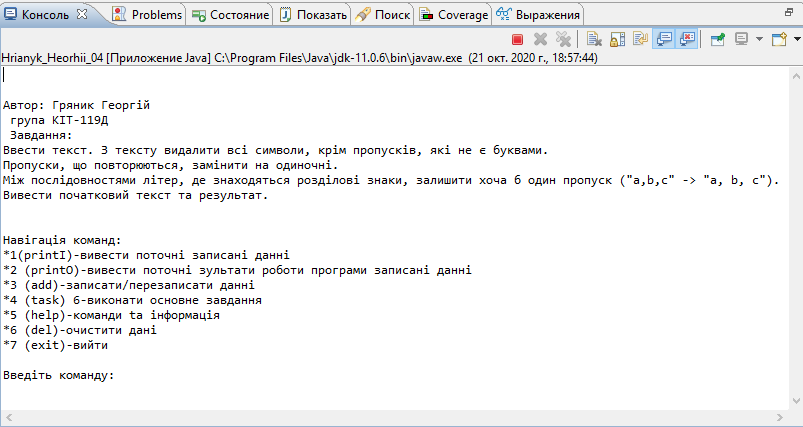 Консоль Problems Состояние Показать Поиск Coverage Выражения
Hrianyk_Heorhii_04 [Приложение Java] C:\Program Files\Java\jdk-11.0.6\bin\javaw.exe (21 окт. 2020 г., 18:57:44)
Автор: Гряник Георгій
група КІТ-119Д
Завдання:
Ввести текст. З тексту видалити всі символи, крім пропусків, які не є буквами.
Пропуски, що повторюються, замінити на одиночні.
Між послідовностями літер, де знаходяться розділові знаки, залишити хоча б один пропуск ("a,b,c" -> "a, b, c").
Вивести початковий текст та результат.
Навігація команд:
*1(printI)-вивести поточні записані данні
*2 (printO)-вивести поточні зультати роботи програми записані данні
*3 (add)-записати/перезаписати данні
*4 (task) 6-виконати основне завдання
*5 (help)-команди та інформація
*6 (del)-очистити дані
*7 (exit)-вийти
Введіть команду: